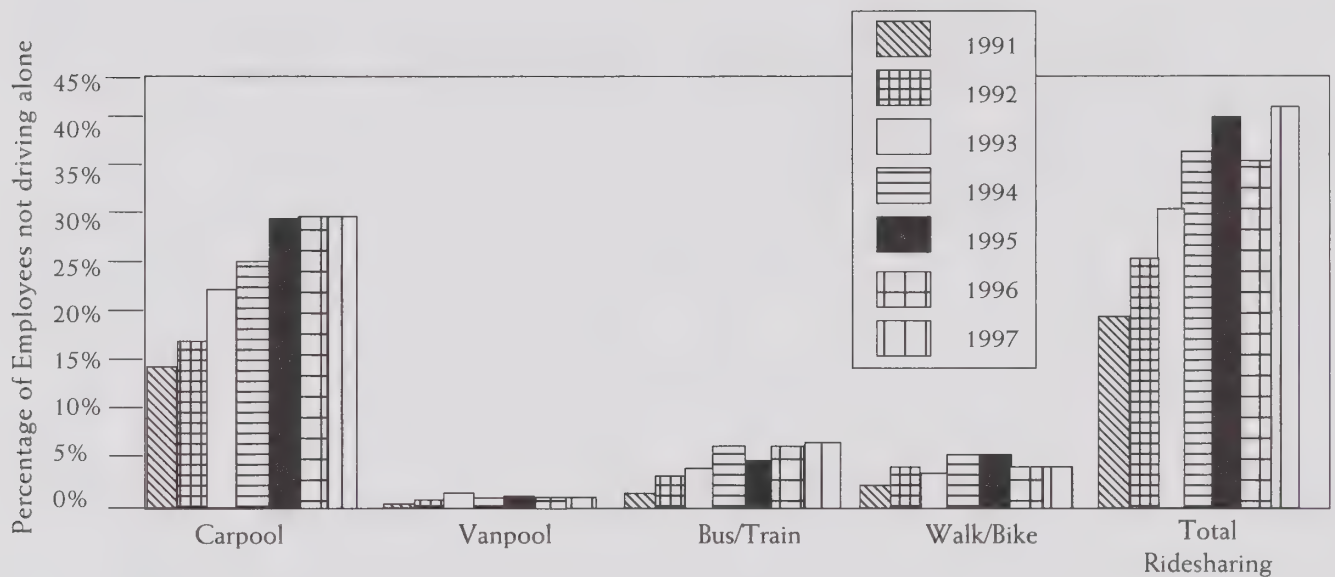 Percentage of Employees not driving alone
45%
40%
35%
30%
25%
20%
15%
10%
5%
0%
1991
1992
1993
1994
1995
1996
1997
Carpool
Vanpool
Bus/Train
Walk/Bike
Total
Ridesharing